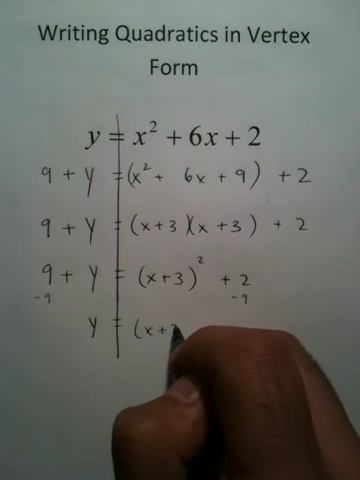 Writing Quadratics in Vertex
Form
y = x² + 6x + 2
9 + y = (x² + 6x + 9) + 2
9 + y = (x+3)(x+3) + 2
9 + y = (x+3)² + 2
-9 -9
y = (x+